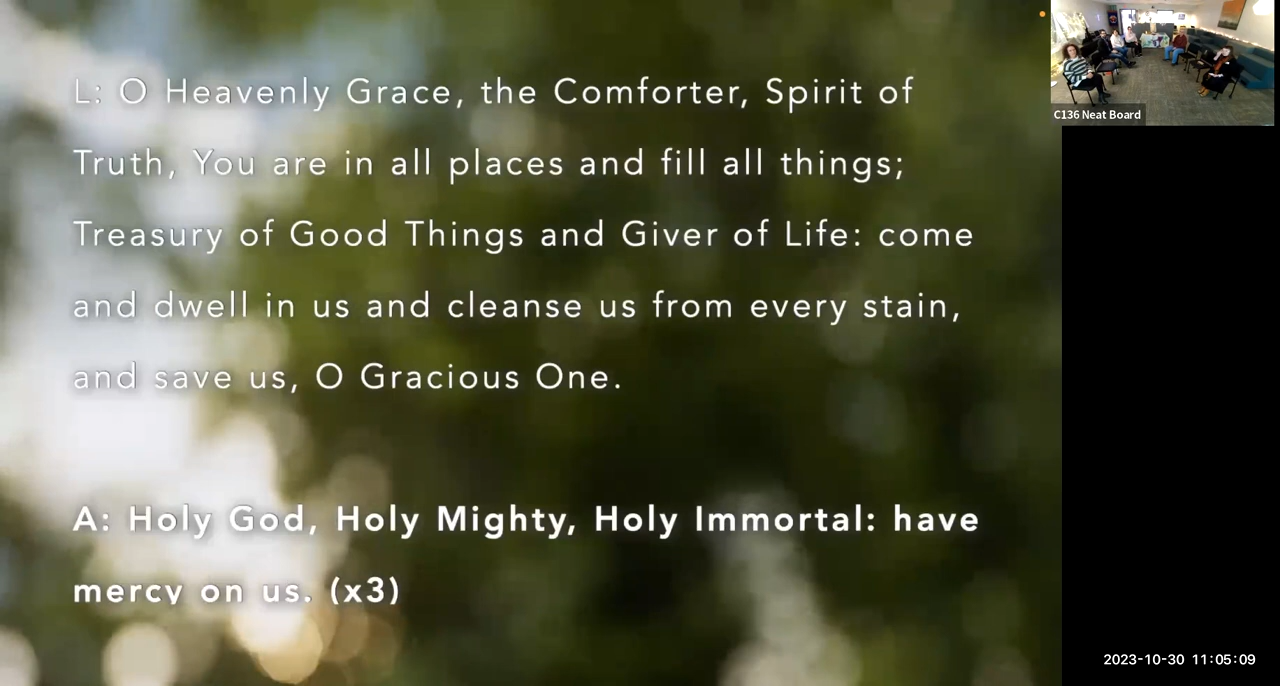 L: O Heavenly Grace, the Comforter, Spirit of
Truth, You are in all places and fill all things;
Treasury of Good Things and Giver of Life: come
and dwell in us and cleanse us from every stain,
and save us, O Gracious One.
A: Holy God, Holy Mighty, Holy Immortal: have
mercy on us. (x3)
C136 Neat Board
2023-10-30 11:05:09